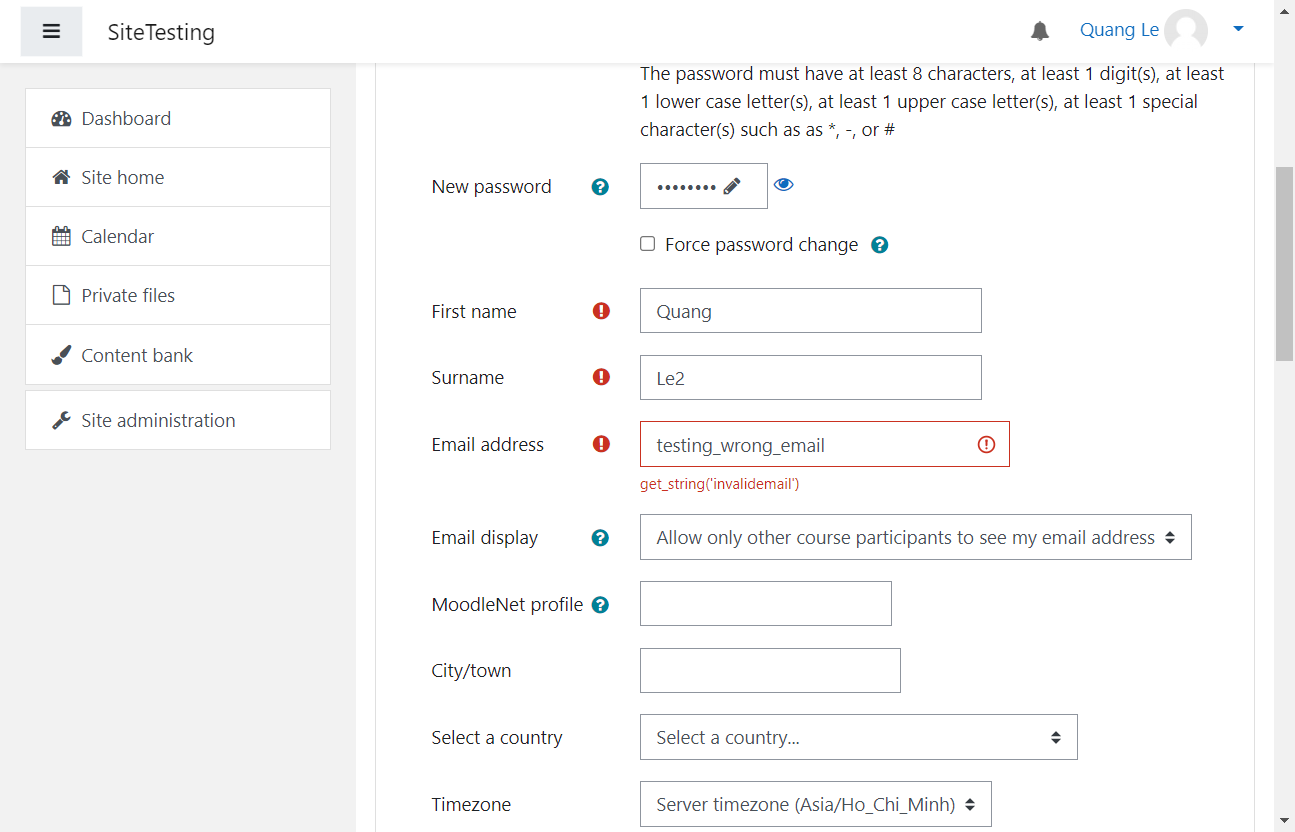 SiteTesting
Quang Le
Dashboard
Site home
Calendar
Private files
Content bank
Site administration
The password must have at least 8 characters, at least 1 digit(s), at least
1 lower case letter(s), at least 1 upper case letter(s), at least 1 special
character(s) such as as *, -, or #
New password
••••••••
Force password change
First name
Quang
Surname
Le2
Email address
testing_wrong_email
get_string('invalidemail')
Email display
Allow only other course participants to see my email address
MoodleNet profile
City/town
Select a country
Select a country...
Timezone
Server timezone (Asia/Ho_Chi_Minh)